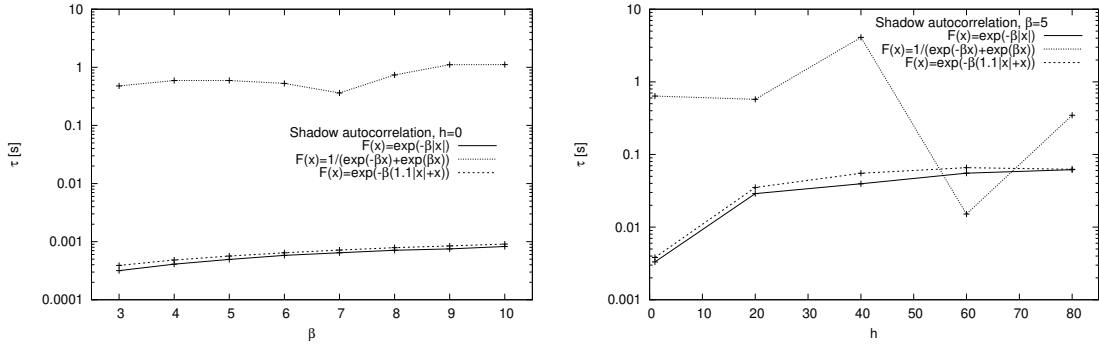 10
1
0.1
0.01
0.001
0.0001
τ [s]
Shadow autocorrelation, h=0
F(x)=exp(-β|x|)
F(x)=1/(exp(-βx)+exp(βx))
F(x)=exp(-β(1.1|x|+x))
3 4 5 6 7 8 9 10
β
10
1
0.1
0.01
0.001
τ [s]
Shadow autocorrelation, β=5
F(x)=exp(-β|x|)
F(x)=1/(exp(-βx)+exp(βx))
F(x)=exp(-β(1.1|x|+x))
0 10 20 30 40 50 60 70 80
h